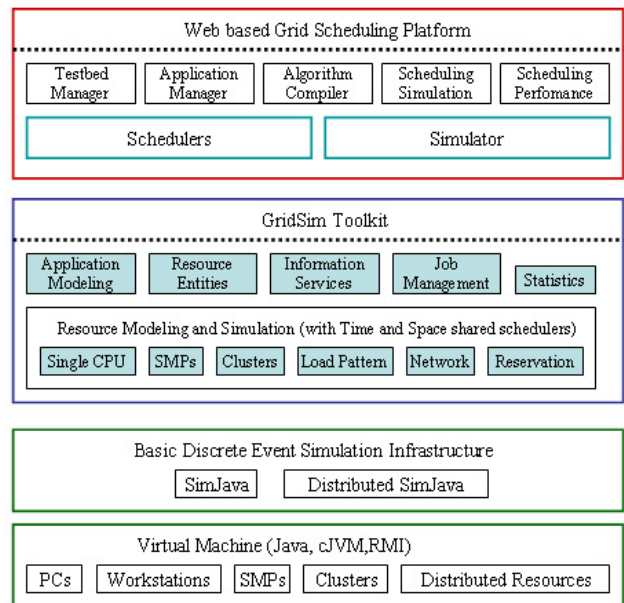 Web based Grid Scheduling Platform
Testbed Manager
Application Manager
Algorithm Compiler
Scheduling Simulation
Scheduling Perfomance
Schedulers
Simulator
GridSim Toolkit
Application Modeling
Resource Entities
Information Services
Job Management
Statistics
Resource Modeling and Simulation (with Time and Space shared schedulers)
Single CPU
SMPs
Clusters
Load Pattern
Network
Reservation
Basic Discrete Event Simulation Infrastructure
SimJava
Distributed SimJava
Virtual Machine (Java, cJVM,RMI)
PCs
Workstations
SMPs
Clusters
Distributed Resources